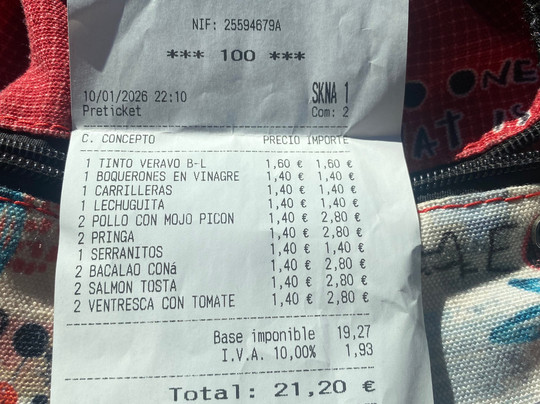 NIF: 25594679A
*** 100 ***
10/01/2026 22:10 SKNA 1
Preticket Com: 2
C. CONCEPTO PRECIO IMPORTE
1 TINTO VERAVO B-L 1,60 € 1,60 €
1 BOQUERONES EN VINAGRE 1,40 € 1,40 €
1 CARRILLERAS 1,40 € 1,40 €
1 LECHUGUITA 1,40 € 1,40 €
2 POLLO CON MOJO PICON 1,40 € 2,80 €
2 PRINGA 1,40 € 2,80 €
1 SERRANITOS 1,40 € 1,40 €
2 BACALAO CONá 1,40 € 2,80 €
2 SALMON TOSTA 1,40 € 2,80 €
2 VENTRESCA CON TOMATE 1,40 € 2,80 €
Base imponible 19,27
I.V.A. 10,00% 1,93
Total: 21,20 €
ONE
AT IS